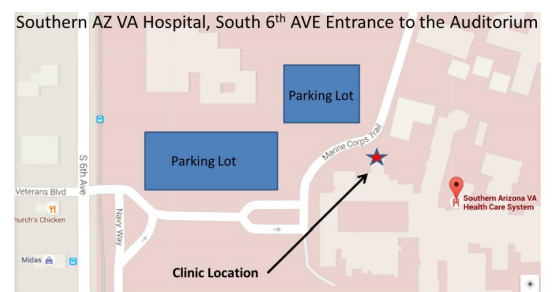 Southern AZ VA Hospital, South 6th AVE Entrance to the Auditorium
Parking Lot
Parking Lot
Marine Corps Trail
S 6th Ave
Veterans Blvd
Navy Way
hurch's Chicken
Midas
Southern Arizona VA
Health Care System
H
Clinic Location